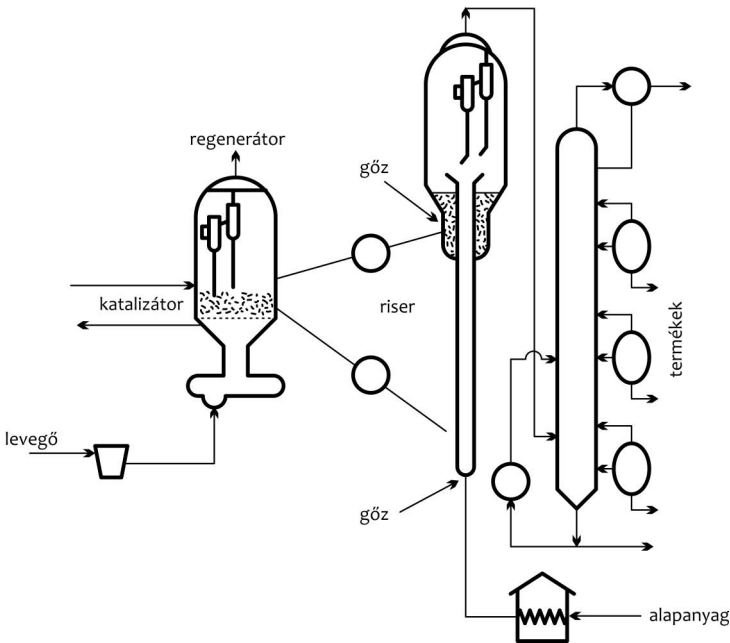 regenerátor
gőz
katalizátor
riser
termékek
levegő
gőz
alapanyag